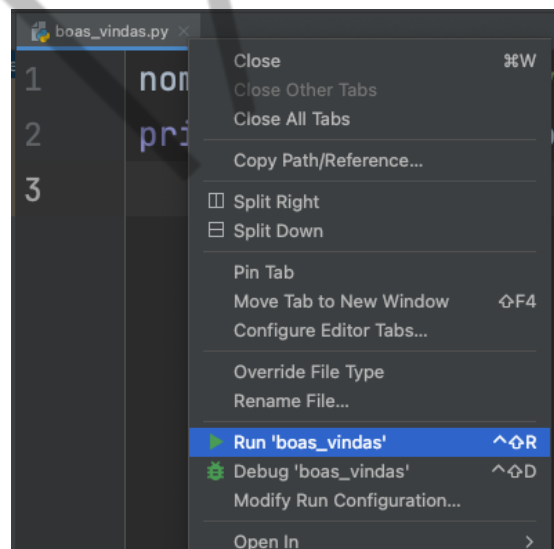 boas_vindas.py
1 nom
2 pri
3
Close ⌘W
Close Other Tabs
Close All Tabs
Copy Path/Reference...
Split Right
Split Down
Pin Tab
Move Tab to New Window ⇧F4
Configure Editor Tabs...
Override File Type
Rename File...
Run 'boas_vindas' ^⇧R
Debug 'boas_vindas' ^⇧D
Modify Run Configuration...
Open In >